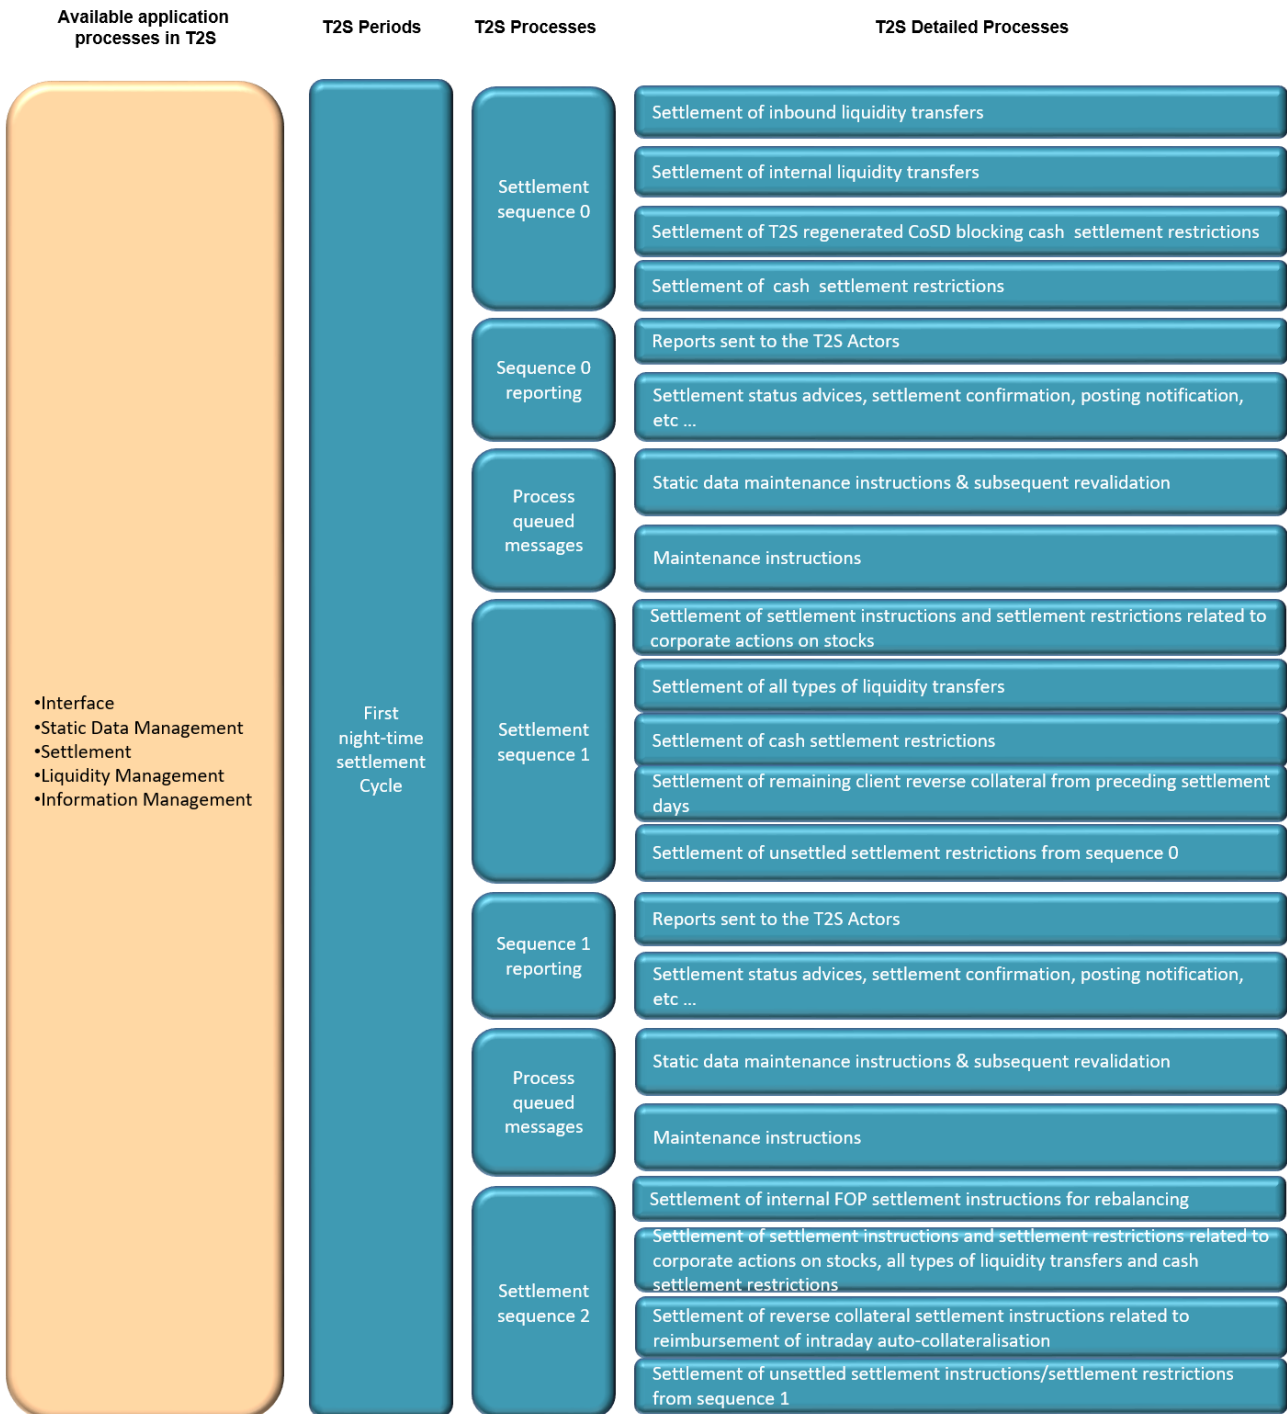 Available application
processes in T2S
T2S Periods
T2S Processes
T2S Detailed Processes
•Interface
•Static Data Management
•Settlement
•Liquidity Management
•Information Management
First
night-time
settlement
Cycle
Settlement
sequence 0
Settlement of inbound liquidity transfers
Settlement of internal liquidity transfers
Settlement of T2S regenerated CoSD blocking cash settlement restrictions
Settlement of cash settlement restrictions
Sequence 0
reporting
Reports sent to the T2S Actors
Settlement status advices, settlement confirmation, posting notification,
etc ...
Process
queued
messages
Static data maintenance instructions & subsequent revalidation
Maintenance instructions
Settlement
sequence 1
Settlement of settlement instructions and settlement restrictions related to
corporate actions on stocks
Settlement of all types of liquidity transfers
Settlement of cash settlement restrictions
Settlement of remaining client reverse collateral from preceding settlement
days
Settlement of unsettled settlement restrictions from sequence 0
Sequence 1
reporting
Reports sent to the T2S Actors
Settlement status advices, settlement confirmation, posting notification,
etc ...
Process
queued
messages
Static data maintenance instructions & subsequent revalidation
Maintenance instructions
Settlement
sequence 2
Settlement of internal FOP settlement instructions for rebalancing
Settlement of settlement instructions and settlement restrictions related to
corporate actions on stocks, all types of liquidity transfers and cash
settlement restrictions
Settlement of reverse collateral settlement instructions related to
reimbursement of intraday auto-collateralisation
Settlement of unsettled settlement instructions/settlement restrictions
from sequence 1